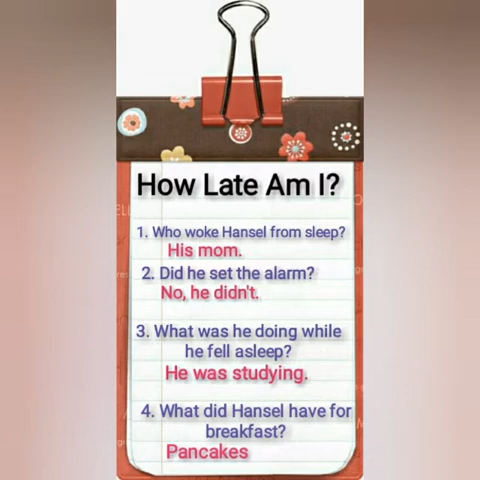 How Late Am I?
1. Who woke Hansel from sleep?
His mom.
2. Did he set the alarm?
No, he didn't.
3. What was he doing while
he fell asleep?
He was studying.
4. What did Hansel have for
breakfast?
Pancakes